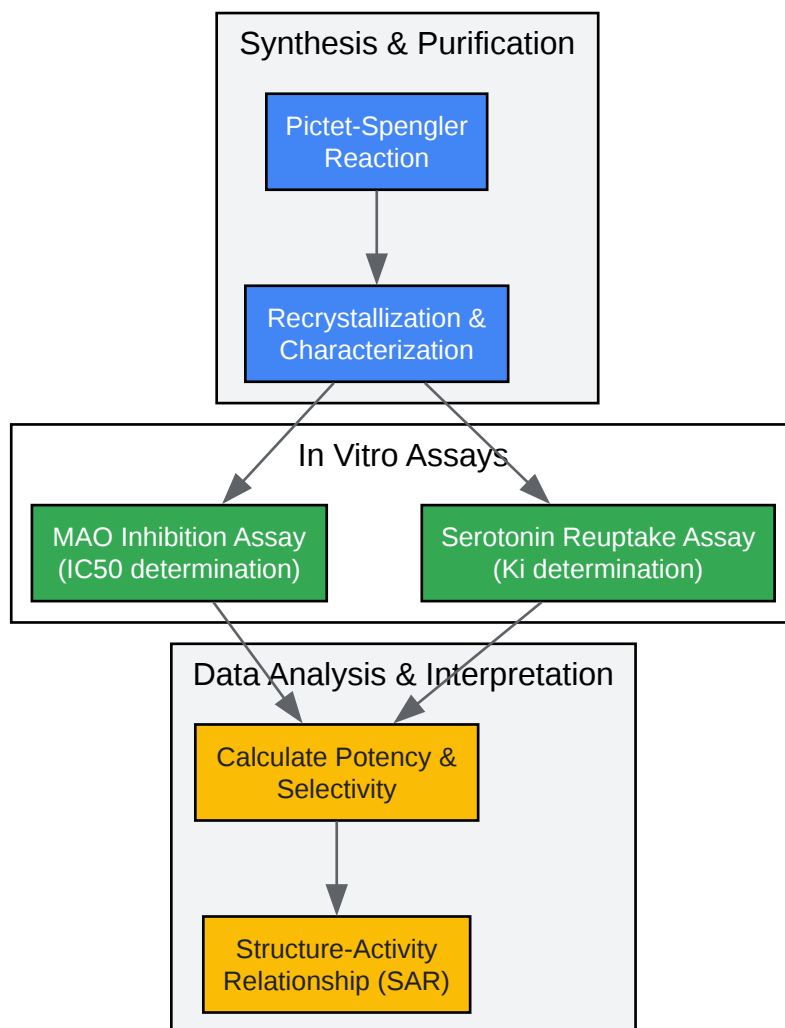 Synthesis & Purification
Pictet-Spengler
Reaction
Recrystallization &
Characterization
In Vitro Assays
MAO Inhibition Assay
(IC50 determination)
Serotonin Reuptake Assay
(Ki determination)
Data Analysis & Interpretation
Calculate Potency &
Selectivity
Structure-Activity
Relationship (SAR)